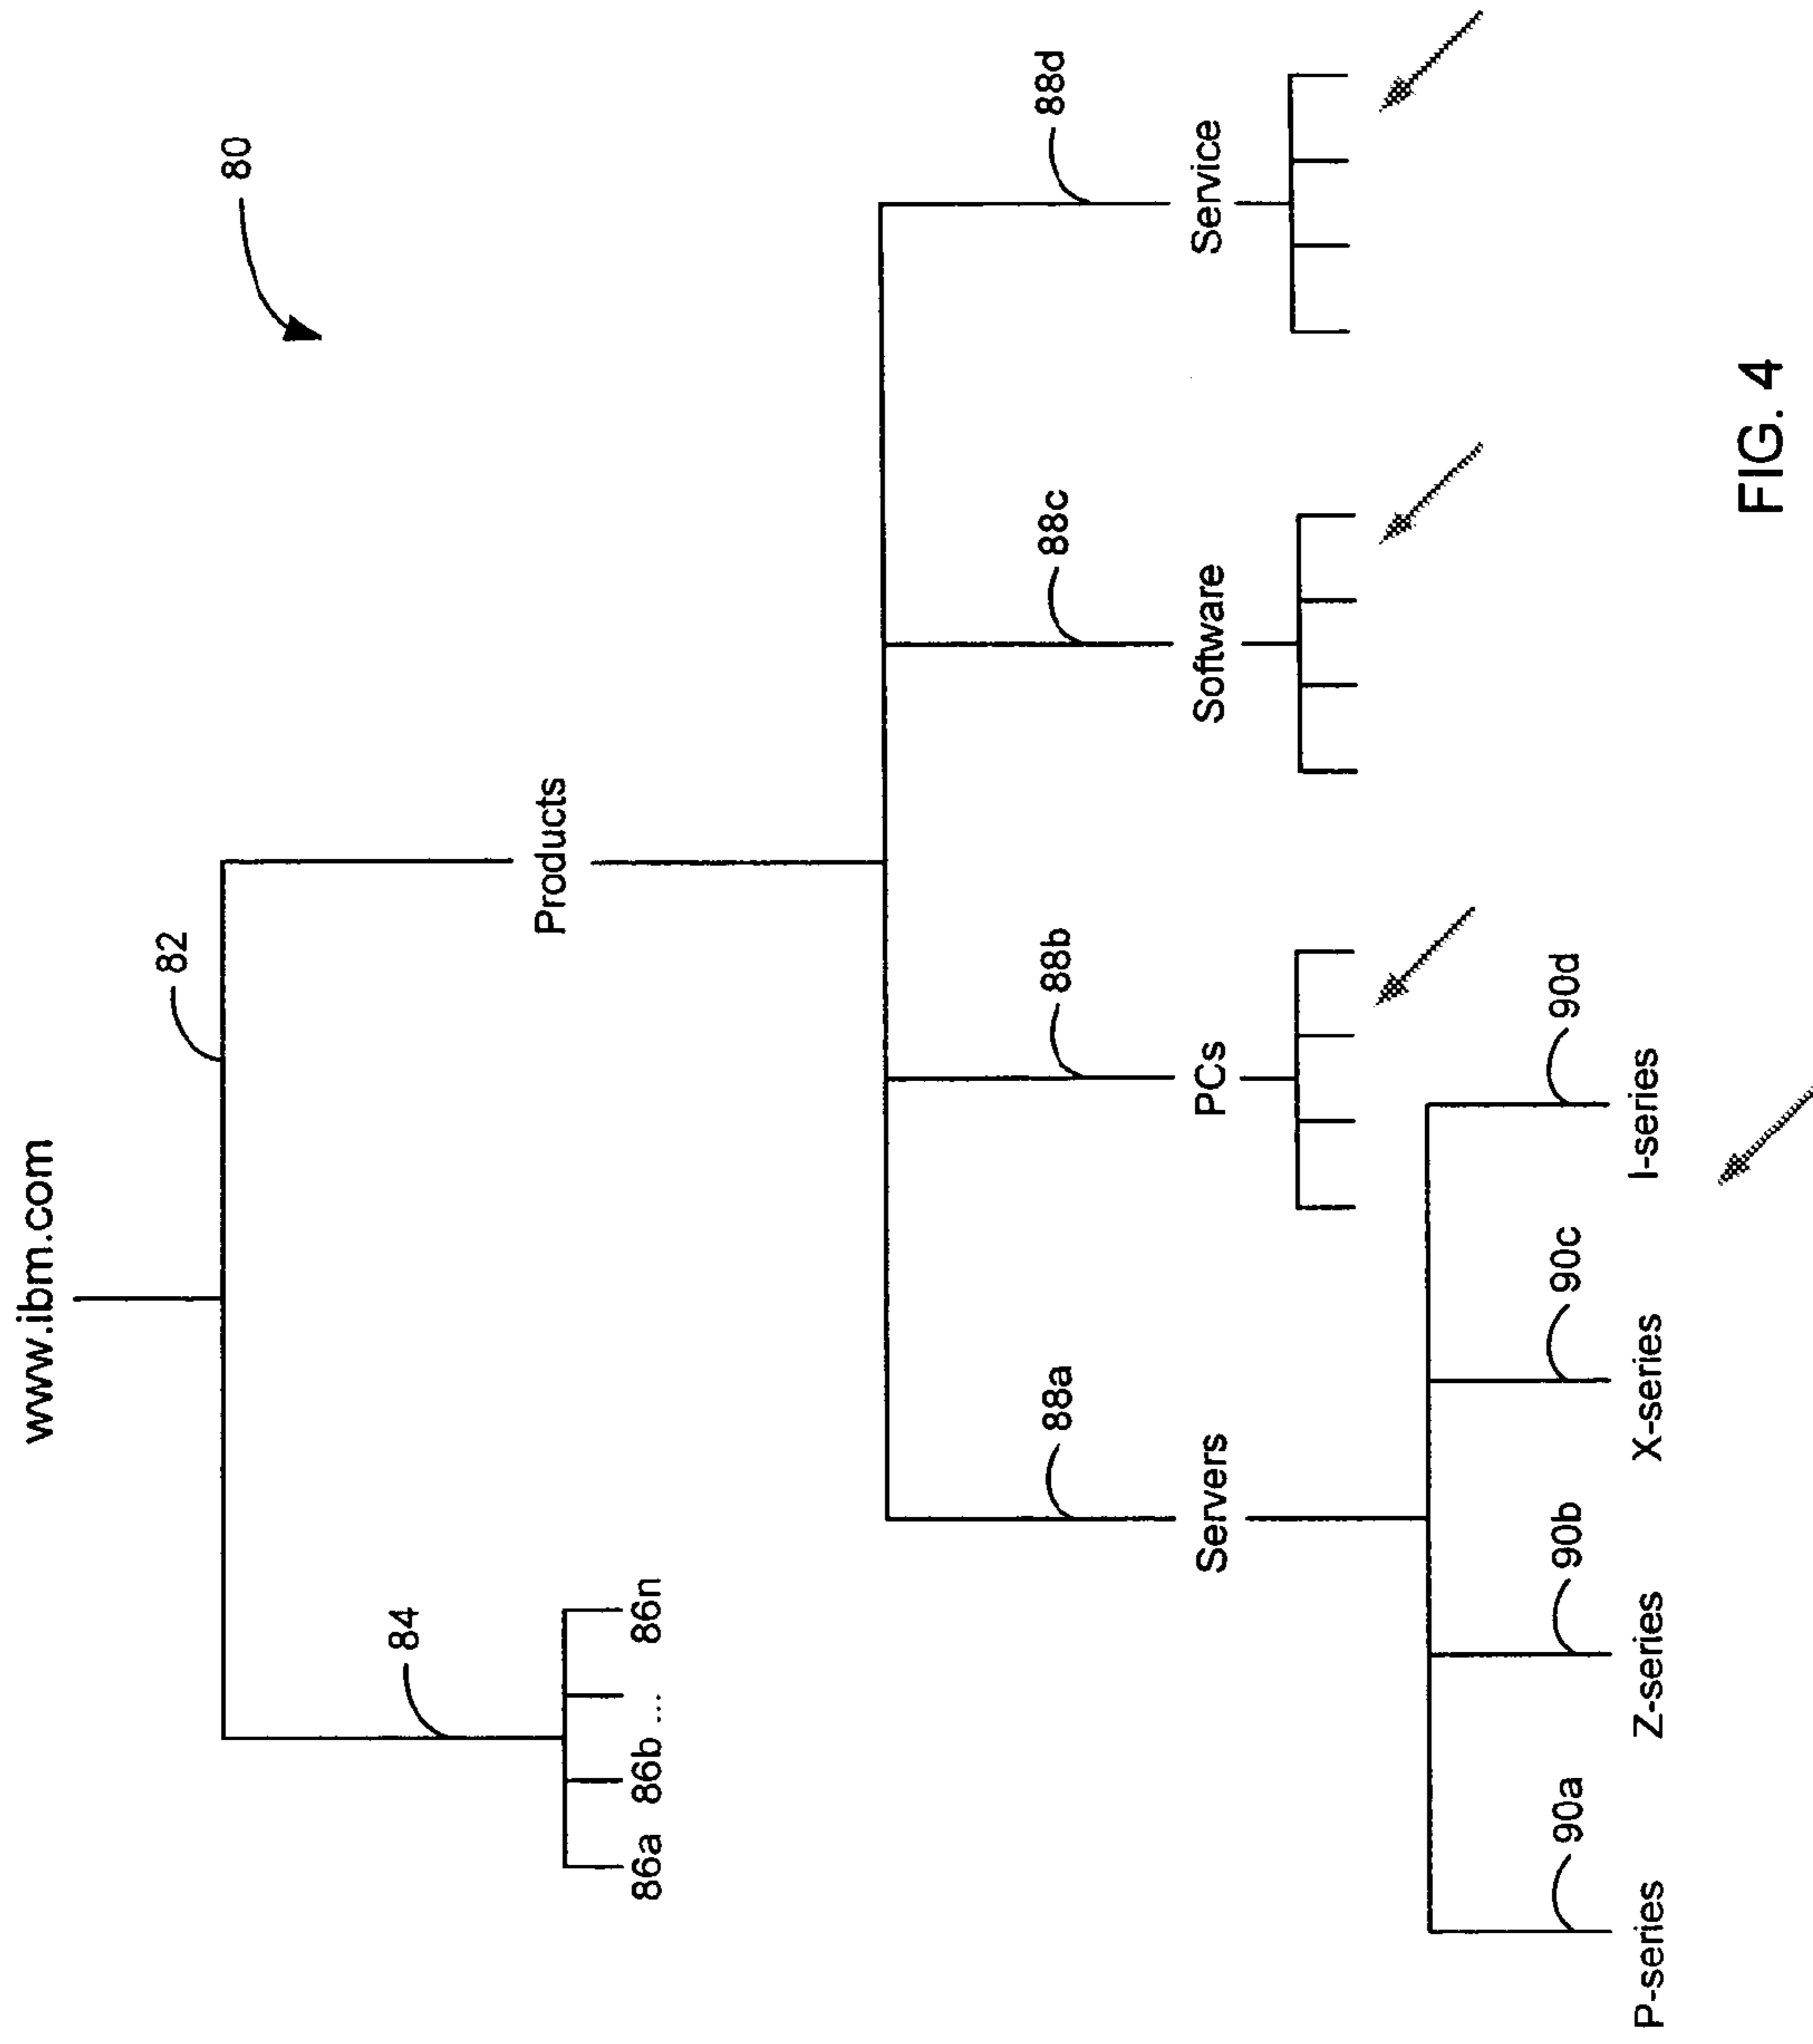 www.ibm.com
80
82
84
86a 86b ... 86n
Products
88a
88b
88c
88d
Servers
PCs
Software
Service
90a
90b
90c
90d
P-series
Z-series
X-series
I-series
FIG. 4